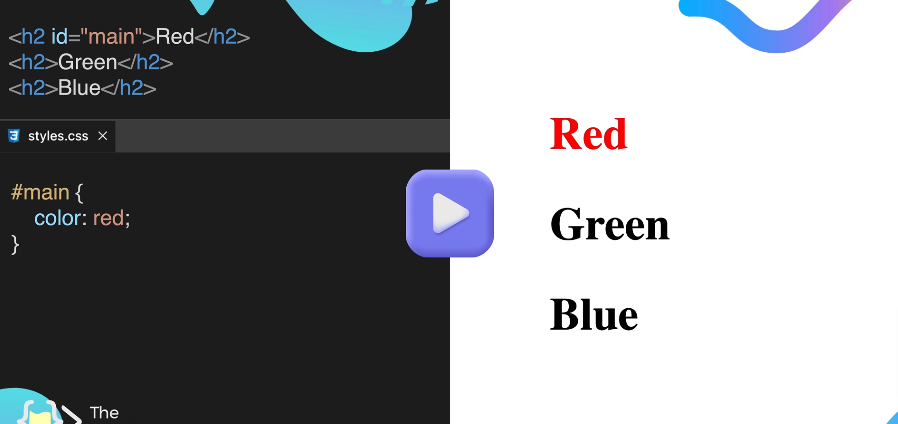 <h2 id="main">Red</h2>
<h2>Green</h2>
<h2>Blue</h2>
styles.css
#main {
color: red;
}
The
Red
Green
Blue